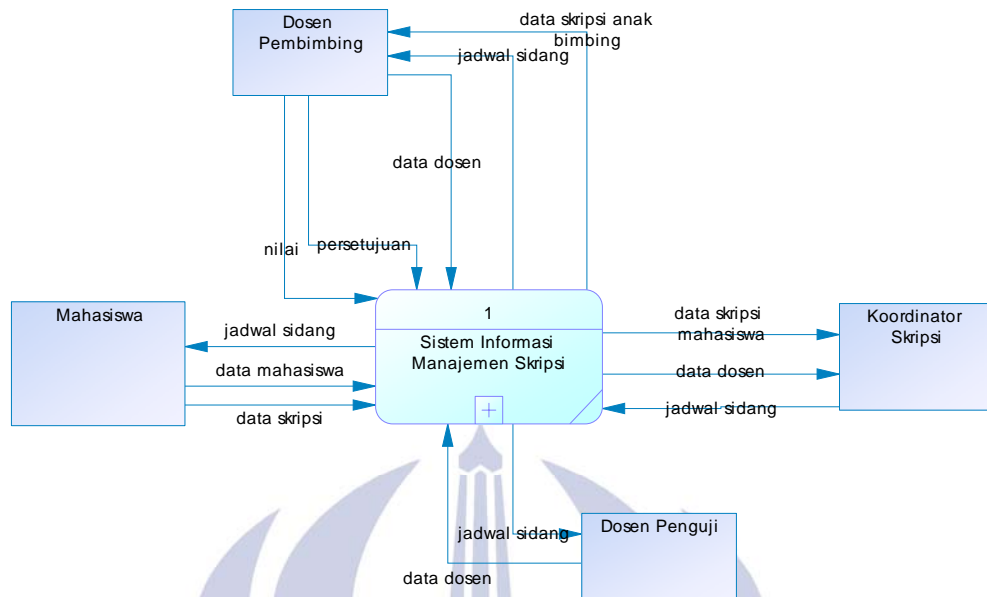 Dosen
Pembimbing
data skripsi anak
bimbing
jadwal sidang
data dosen
nilai
persetujuan
Mahasiswa
jadwal sidang
data mahasiswa
data skripsi
1
Sistem Informasi
Manajemen Skripsi
data skripsi
mahasiswa
data dosen
jadwal sidang
Koordinator
Skripsi
jadwal sidang
data dosen
Dosen Penguji